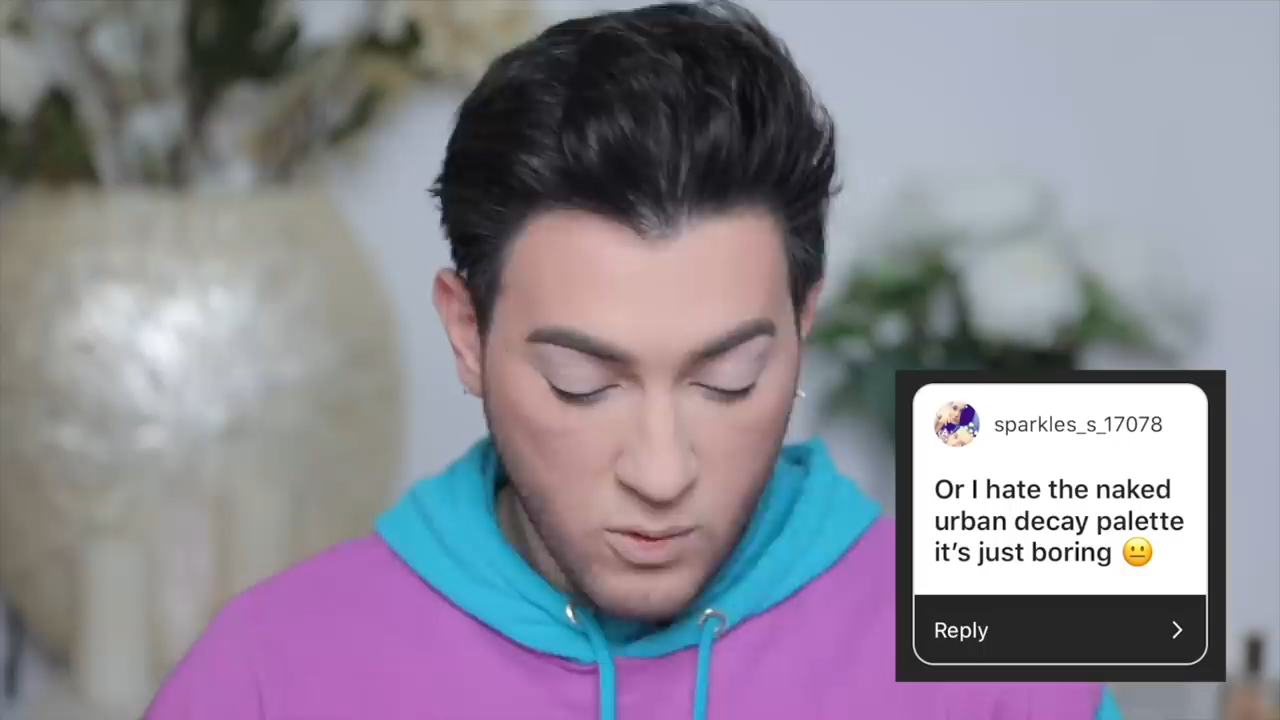 sparkles_s_17078
Or I hate the naked
urban decay palette
it's just boring 😐
Reply